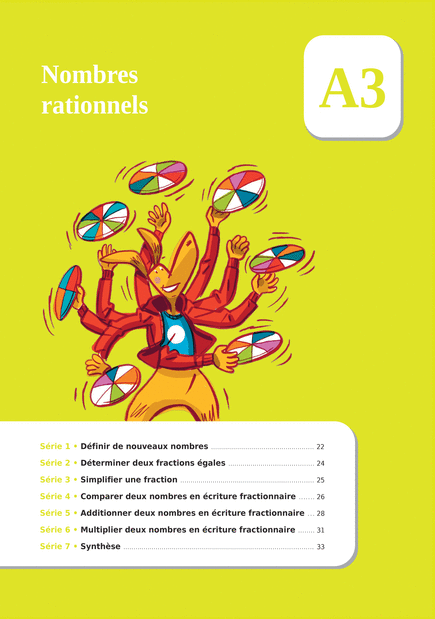 Nombres
rationnels
A3
Série 1 • Définir de nouveaux nombres 22
Série 2 • Déterminer deux fractions égales 24
Série 3 • Simplifier une fraction 25
Série 4 • Comparer deux nombres en écriture fractionnaire 26
Série 5 • Additionner deux nombres en écriture fractionnaire 28
Série 6 • Multiplier deux nombres en écriture fractionnaire 31
Série 7 • Synthèse 33